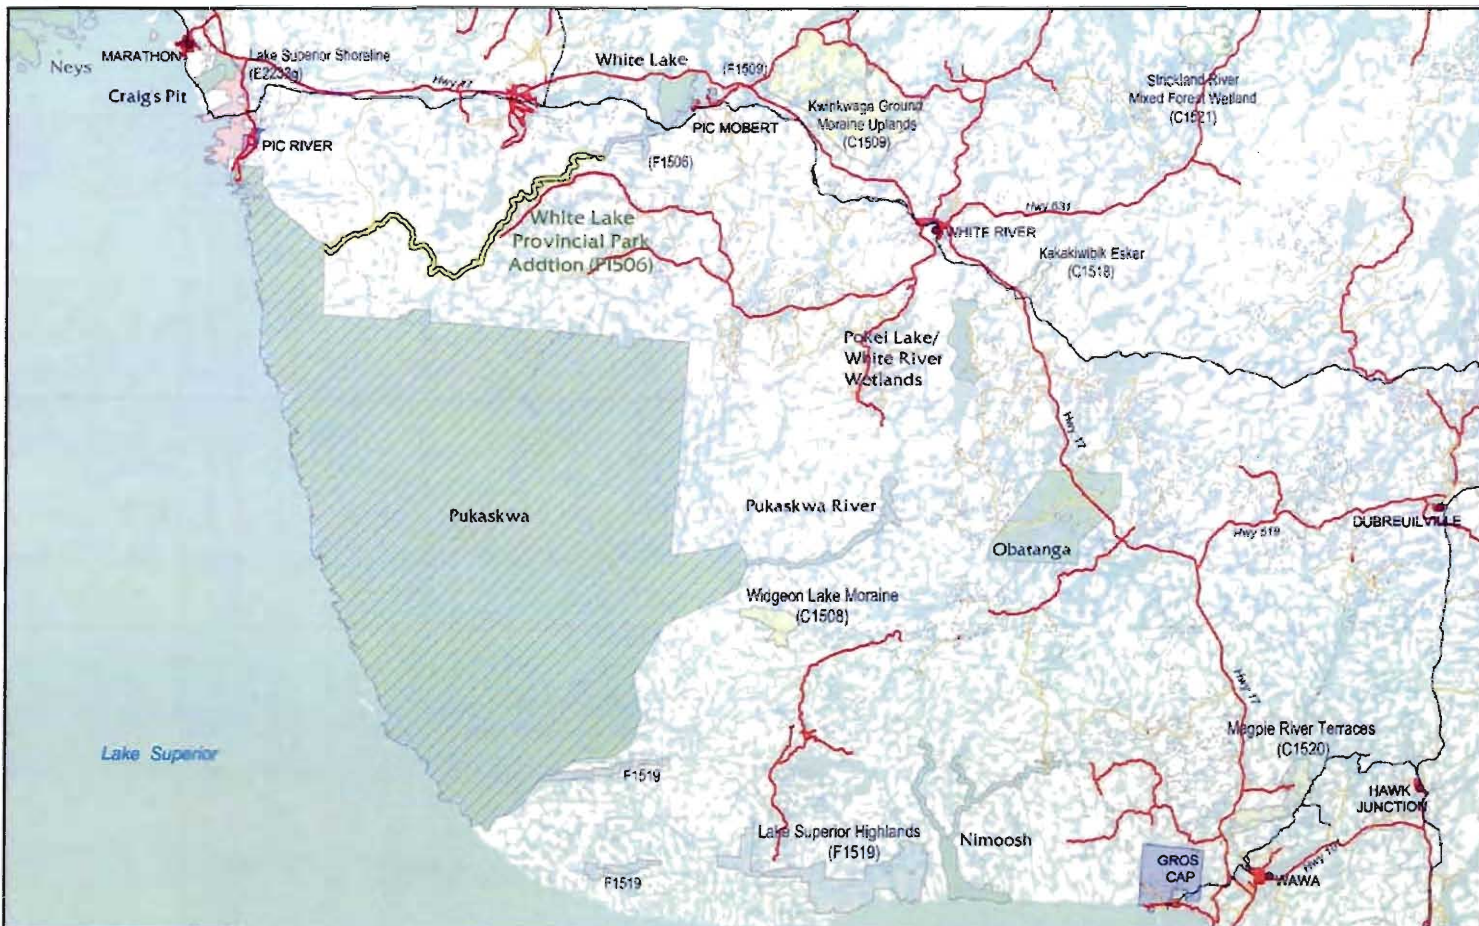 MARATHON
Neys
Craig's Pit
Lake Superior Shoreline
(E2232g)
Hwy 17
White Lake
(F1509)
Strickland River
Mixed Forest Wetland
(C1521)
Kwinkwaga Ground
Moraine Uplands
(C1509)
PIC MOBERT
PIC RIVER
(F1506)
White Lake
Provincial Park
Addtion (P1506)
Hwy 631
WHITE RIVER
Kakakiwibik Esker
(C1518)
Pokei Lake/
White River
Wetlands
Hwy 17
Pukaskwa
Pukaskwa River
Obatanga
DUBREUILVILLE
Hwy 519
Widgeon Lake Moraine
(C1508)
Hwy 17
Lake Superior
Magpie River Terraces
(C1520)
F1519
HAWK
JUNCTION
Lake Superior Highlands
(F1519)
Nimoosh
Hwy 101
GROS
CAP
WAWA
F1519